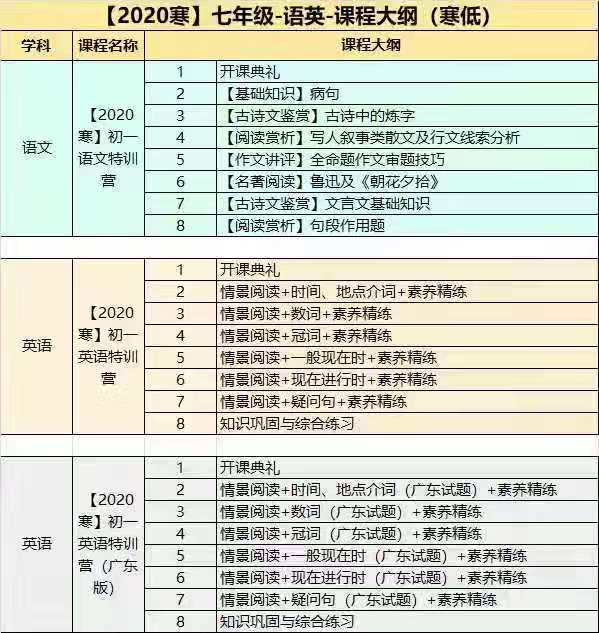 【2020寒】七年级-语英-课程大纲（寒低）
学科 课程名称 课程大纲
语文
【2020寒】初一语文特训营
1 开课典礼
2 【基础知识】病句
3 【古诗文鉴赏】古诗中的炼字
4 【阅读赏析】写人叙事类散文及行文线索分析
5 【作文讲评】全命题作文审题技巧
6 【名著阅读】鲁迅及《朝花夕拾》
7 【古诗文鉴赏】文言文基础知识
8 【阅读赏析】句段作用题
英语
【2020寒】初一英语特训营
1 开课典礼
2 情景阅读+时间、地点介词+素养精练
3 情景阅读+数词+素养精练
4 情景阅读+冠词+素养精练
5 情景阅读+一般现在时+素养精练
6 情景阅读+现在进行时+素养精练
7 情景阅读+疑问句+素养精练
8 知识巩固与综合练习
英语
【2020寒】初一英语特训营（广东版）
1 开课典礼
2 情景阅读+时间、地点介词（广东试题）+素养精练
3 情景阅读+数词（广东试题）+素养精练
4 情景阅读+冠词（广东试题）+素养精练
5 情景阅读+一般现在时（广东试题）+素养精练
6 情景阅读+现在进行时（广东试题）+素养精练
7 情景阅读+疑问句（广东试题）+素养精练
8 知识巩固与综合练习